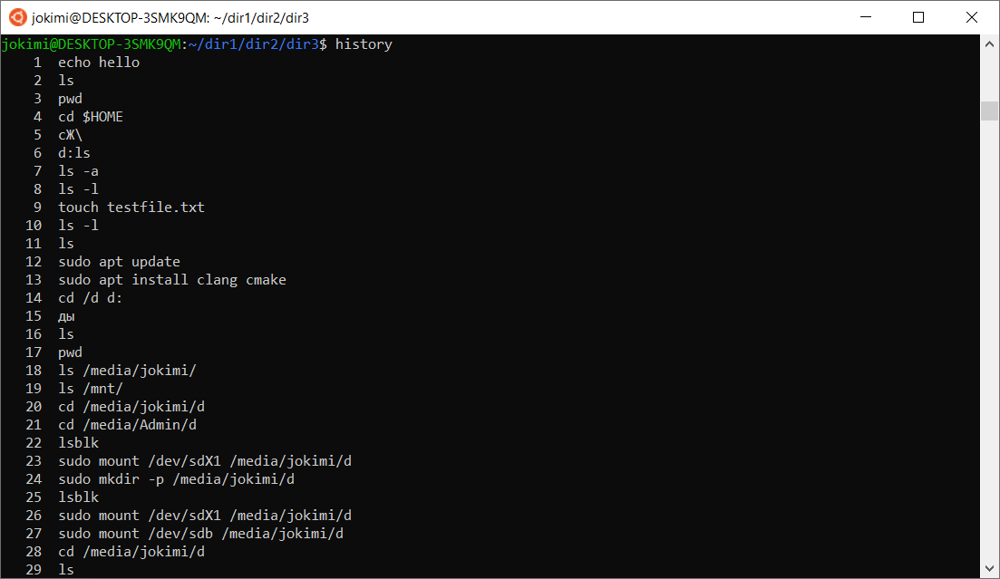 jokimi@DESKTOP-3SMK9QM: ~/dir1/dir2/dir3
jokimi@DESKTOP-3SMK9QM:~/dir1/dir2/dir3$ history
1 echo hello
2 ls
3 pwd
4 cd $HOME
5 cЖ\
6 d:ls
7 ls -a
8 ls -l
9 touch testfile.txt
10 ls -l
11 ls
12 sudo apt update
13 sudo apt install clang cmake
14 cd /d d:
15 ды
16 ls
17 pwd
18 ls /media/jokimi/
19 ls /mnt/
20 cd /media/jokimi/d
21 cd /media/Admin/d
22 lsblk
23 sudo mount /dev/sdX1 /media/jokimi/d
24 sudo mkdir -p /media/jokimi/d
25 lsblk
26 sudo mount /dev/sdX1 /media/jokimi/d
27 sudo mount /dev/sdb /media/jokimi/d
28 cd /media/jokimi/d
29 ls